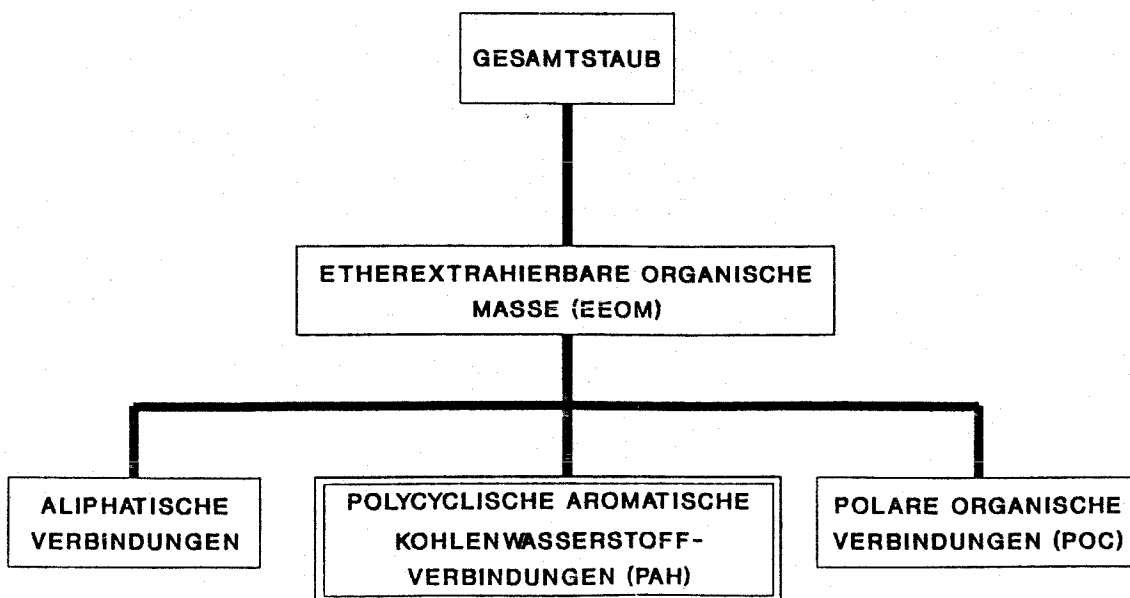 GESAMTSTAUB
ETHEREXTRAHIERBARE ORGANISCHE
MASSE (EEOM)
ALIPHATISCHE
VERBINDUNGEN
POLYCYCLISCHE AROMATISCHE
KOHLENWASSERSTOFF-
VERBINDUNGEN (PAH)
POLARE ORGANISCHE
VERBINDUNGEN (POC)